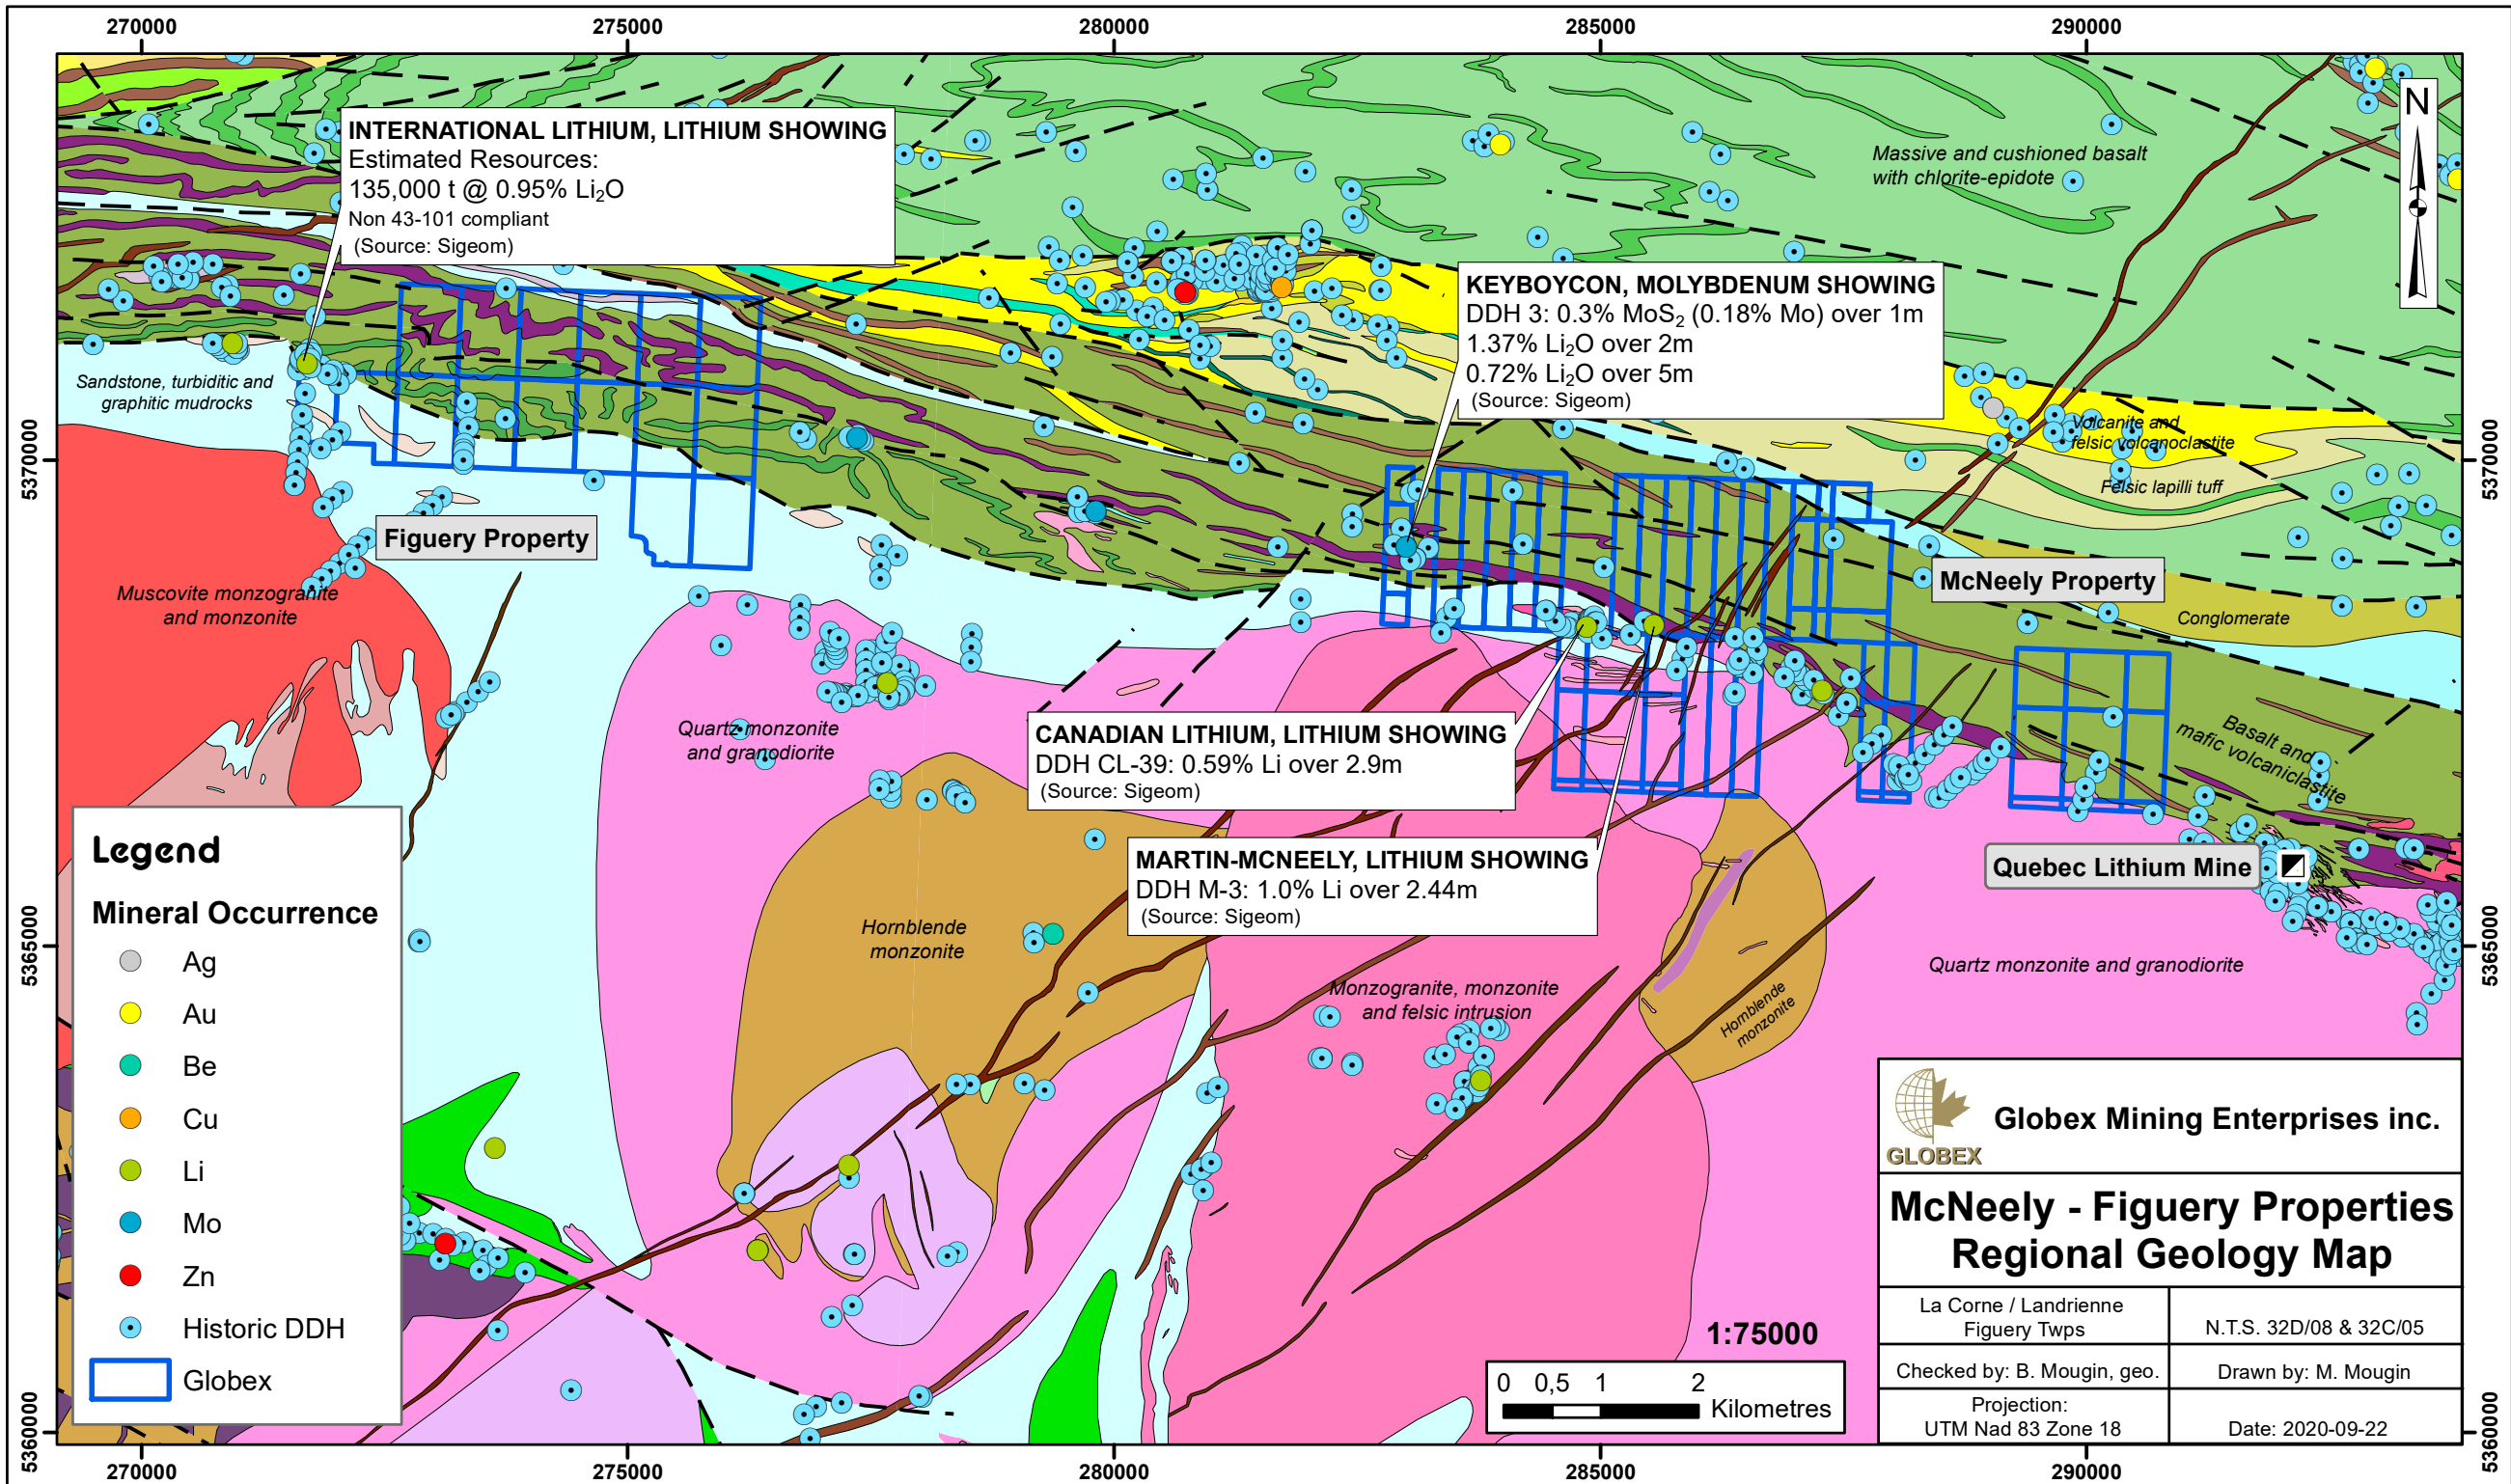 270000 275000 280000 285000 290000
N
INTERNATIONAL LITHIUM, LITHIUM SHOWING
Estimated Resources:
135,000 t @ 0.95% Li₂O
Non 43-101 compliant
(Source: Sigeom)
Massive and cushioned basalt
with chlorite-epidote
KEYBOYCON, MOLYBDENUM SHOWING
DDH 3: 0.3% MoS₂ (0.18% Mo) over 1m
1.37% Li₂O over 2m
0.72% Li₂O over 5m
(Source: Sigeom)
Sandstone, turbiditic and
graphitic mudrocks
Volcanite and
felsic volcanoclastite
5370000
5370000
Felsic lapilli tuff
Figuery Property
McNeely Property
Muscovite monzogranite
and monzonite
Conglomerate
Quartz monzonite
and granodiorite
CANADIAN LITHIUM, LITHIUM SHOWING
DDH CL-39: 0.59% Li over 2.9m
(Source: Sigeom)
Basalt and
mafic volcaniclastite
MARTIN-MCNEELY, LITHIUM SHOWING
DDH M-3: 1.0% Li over 2.44m
(Source: Sigeom)
Quebec Lithium Mine
Hornblende
monzonite
5365000
5365000
Quartz monzonite and granodiorite
Monzogranite, monzonite
and felsic intrusion
Hornblende
monzonite
Legend
Mineral Occurrence
Ag
Au
Be
Cu
Li
Mo
Zn
Historic DDH
Globex
1:75000
0 0,5 1 2
Kilometres
GLOBEX
Globex Mining Enterprises inc.
McNeely - Figuery Properties
Regional Geology Map
La Corne / Landrienne
Figuery Twps
N.T.S. 32D/08 & 32C/05
Checked by: B. Mougin, geo.
Drawn by: M. Mougin
Projection:
UTM Nad 83 Zone 18
Date: 2020-09-22
5360000
5360000
270000 275000 280000 285000 290000